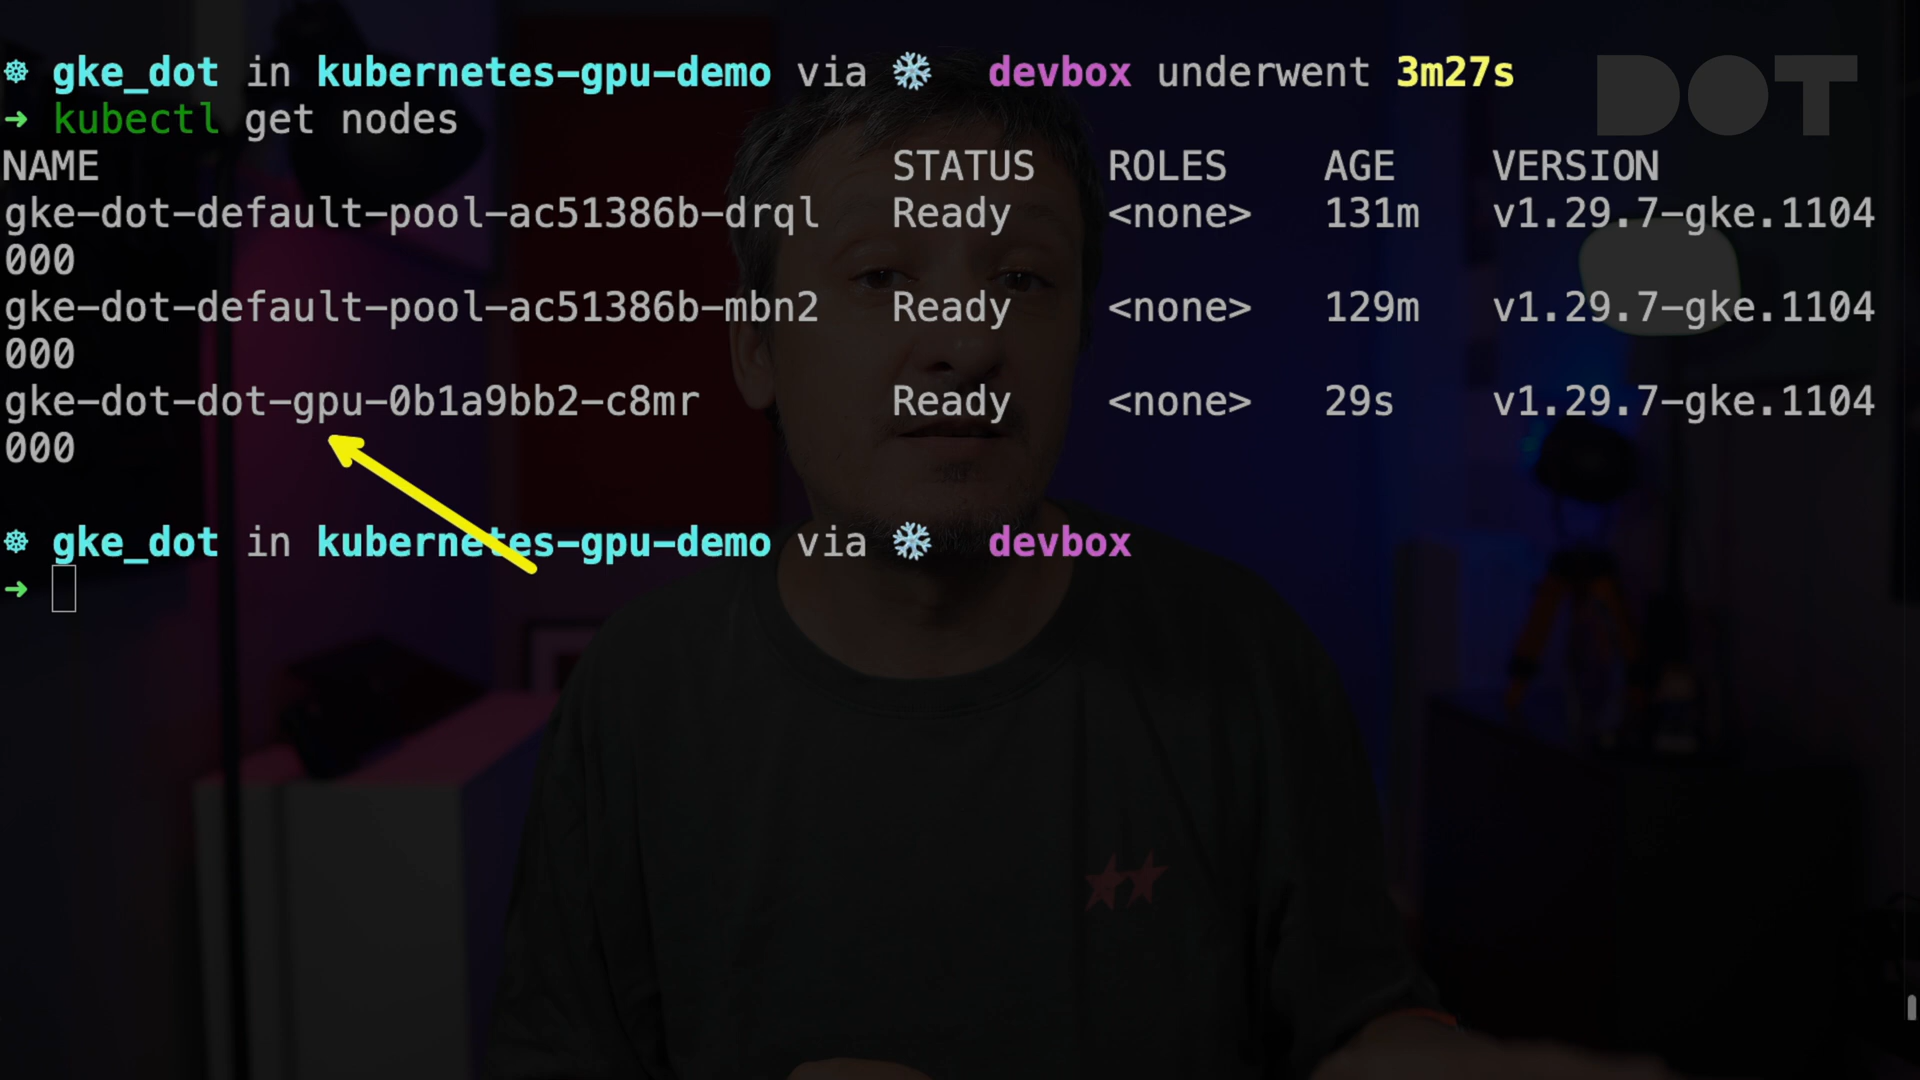 ☸ gke_dot in kubernetes-gpu-demo via ❄ devbox underwent 3m27s
DOT
➜ kubectl get nodes
NAME STATUS ROLES AGE VERSION
gke-dot-default-pool-ac51386b-drql Ready <none> 131m v1.29.7-gke.1104
000
gke-dot-default-pool-ac51386b-mbn2 Ready <none> 129m v1.29.7-gke.1104
000
gke-dot-dot-gpu-0b1a9bb2-c8mr Ready <none> 29s v1.29.7-gke.1104
000
☸ gke_dot in kubernetes-gpu-demo via ❄ devbox
➜